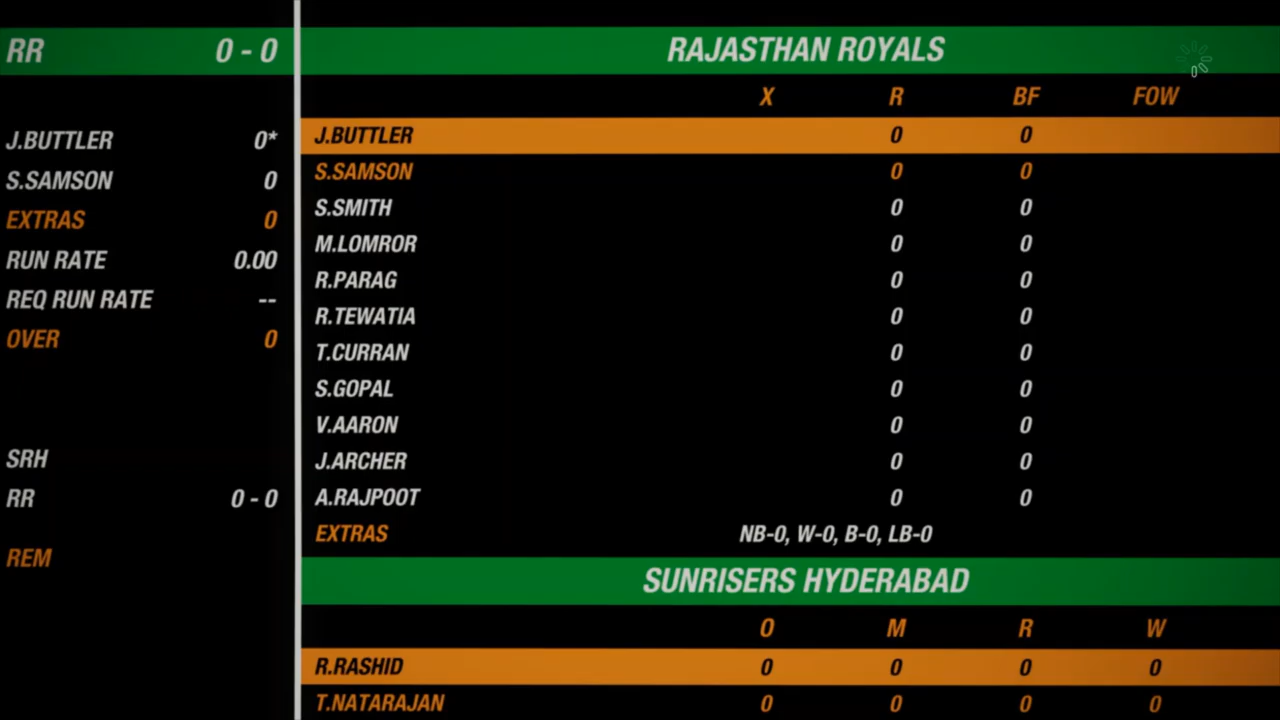 RR 0 - 0
J.BUTTLER 0*
S.SAMSON 0
EXTRAS 0
RUN RATE 0.00
REQ RUN RATE --
OVER 0
SRH
RR 0 - 0
REM
RAJASTHAN ROYALS
X R BF FOW
J.BUTTLER 0 0
S.SAMSON 0 0
S.SMITH 0 0
M.LOMROR 0 0
R.PARAG 0 0
R.TEWATIA 0 0
T.CURRAN 0 0
S.GOPAL 0 0
V.AARON 0 0
J.ARCHER 0 0
A.RAJPOOT 0 0
EXTRAS NB-0, W-0, B-0, LB-0
SUNRISERS HYDERABAD
O M R W
R.RASHID 0 0 0 0
T.NATARAJAN 0 0 0 0